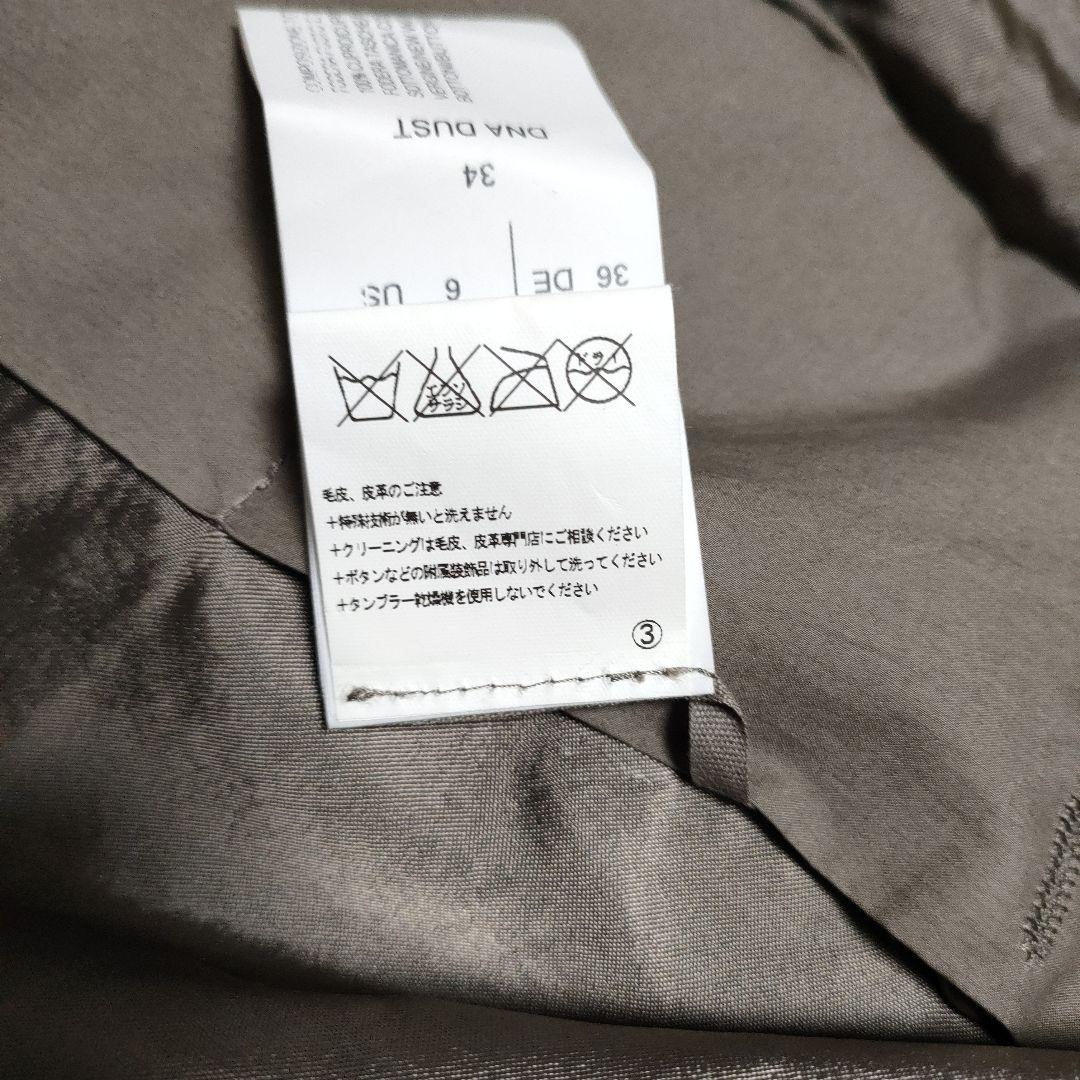 DNA DUST
34
36 DE
6 US
エンソ
サラシ
ドライ
毛皮、皮革のご注意
+特殊技術が無いと洗えません
+クリーニングは毛皮、皮革専門店にご相談ください
+ボタンなどの附属装飾品は取り外して洗ってください
+タンブラー乾燥機を使用しないでください
③